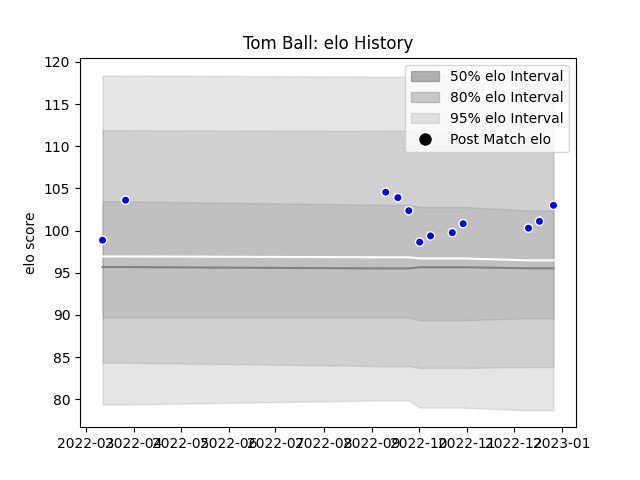 Tom Ball: elo History
50% elo Interval
80% elo Interval
95% elo Interval
Post Match elo
elo score
120
115
110
105
100
95
90
85
80
2022-03 2022-04 2022-05 2022-06 2022-07 2022-08 2022-09 2022-10 2022-11 2022-12 2023-01